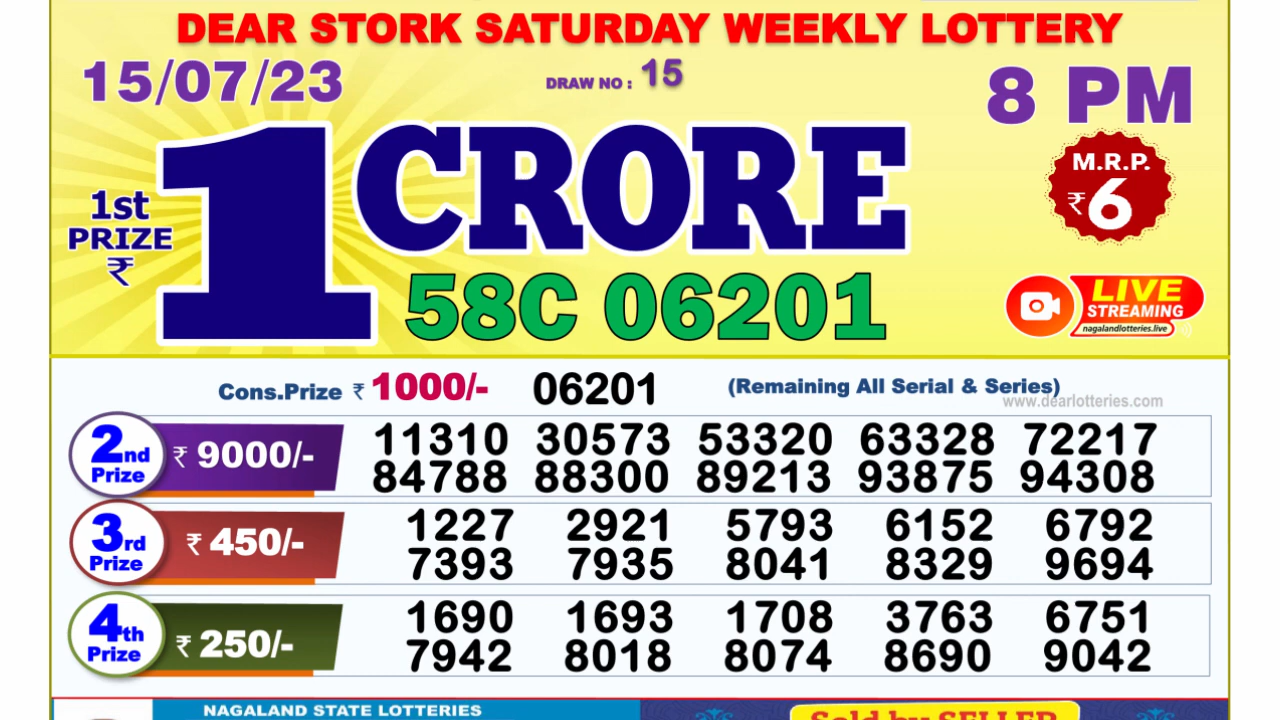 DEAR STORK SATURDAY WEEKLY LOTTERY
15/07/23
DRAW NO : 15
8 PM
1st PRIZE ₹
1 CRORE
58C 06201
M.R.P.
₹6
LIVE
STREAMING
nagalandlotteries.live
Cons.Prize ₹ 1000/- 06201 (Remaining All Serial & Series)
www.dearlotteries.com
2nd Prize ₹ 9000/-
11310 30573 53320 63328 72217
84788 88300 89213 93875 94308
3rd Prize ₹ 450/-
1227 2921 5793 6152 6792
7393 7935 8041 8329 9694
4th Prize ₹ 250/-
1690 1693 1708 3763 6751
7942 8018 8074 8690 9042
NAGALAND STATE LOTTERIES
Sold by SELLER